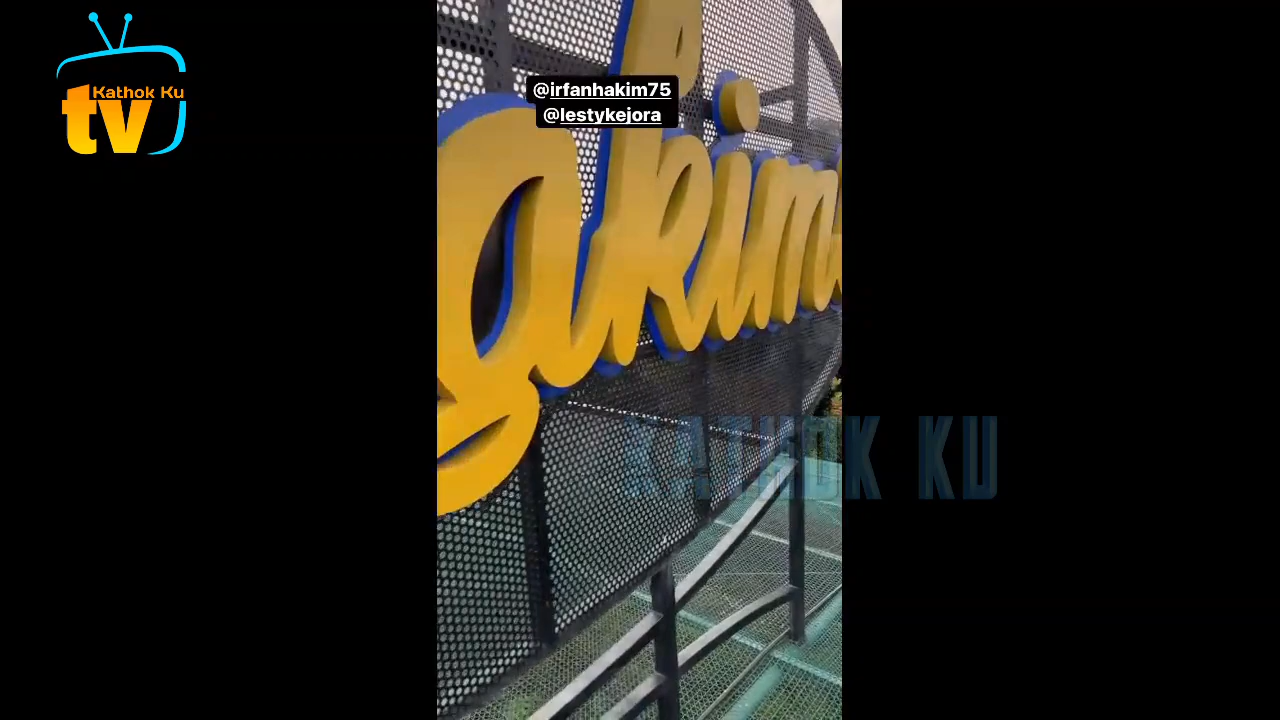 Kathok Ku
tv
@irfanhakim75
@lestykejora
akim
KATHOK KU